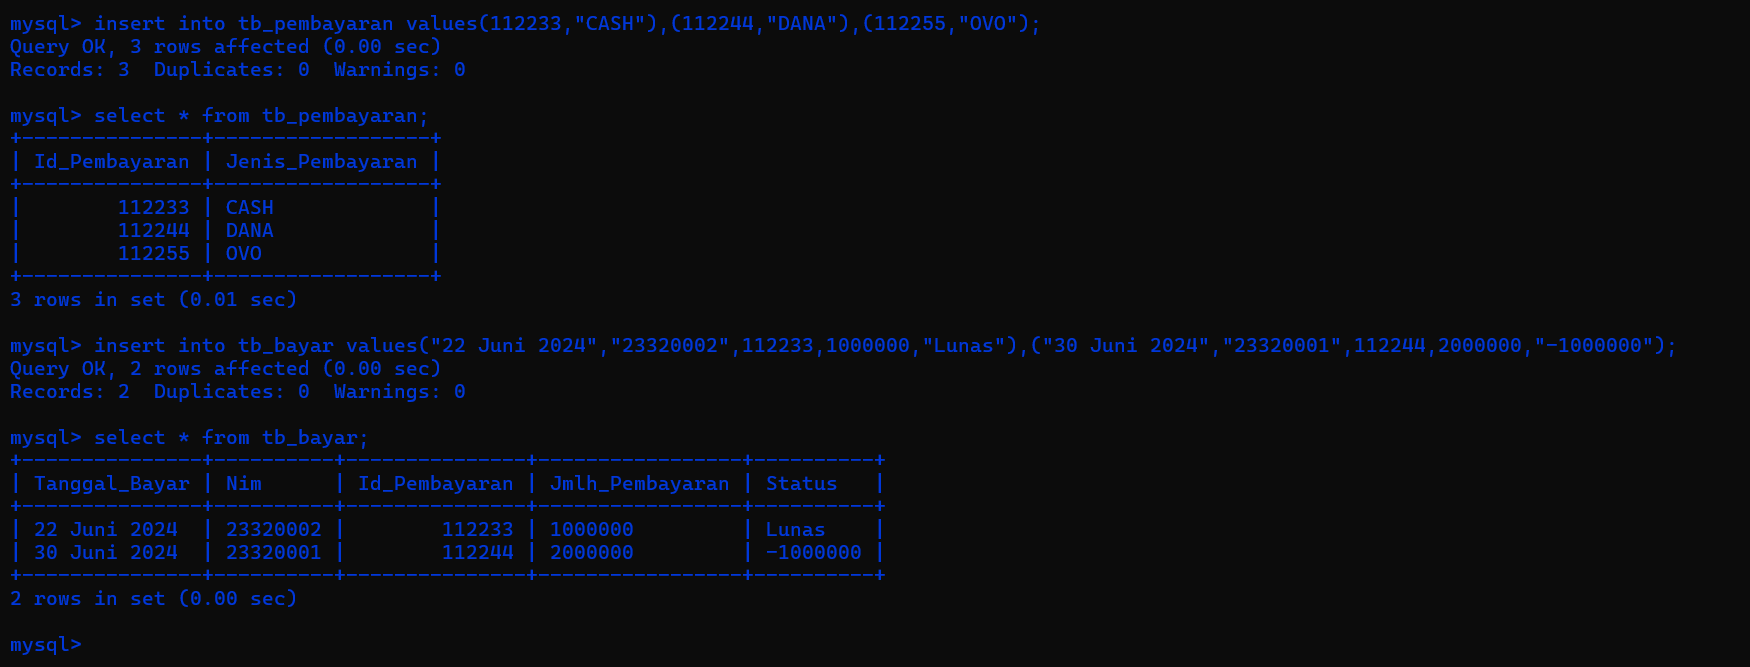 mysql> insert into tb_pembayaran values(112233,"CASH"),(112244,"DANA"),(112255,"OVO");
Query OK, 3 rows affected (0.00 sec)
Records: 3  Duplicates: 0  Warnings: 0
mysql> select * from tb_pembayaran;
+---------------+------------------+
| Id_Pembayaran | Jenis_Pembayaran |
+---------------+------------------+
|        112233 | CASH             |
|        112244 | DANA             |
|        112255 | OVO              |
+---------------+------------------+
3 rows in set (0.01 sec)
mysql> insert into tb_bayar values("22 Juni 2024","23320002",112233,1000000,"Lunas"),("30 Juni 2024","23320001",112244,2000000,"-1000000");
Query OK, 2 rows affected (0.00 sec)
Records: 2  Duplicates: 0  Warnings: 0
mysql> select * from tb_bayar;
+---------------+----------+---------------+-----------------+----------+
| Tanggal_Bayar | Nim      | Id_Pembayaran | Jmlh_Pembayaran | Status   |
+---------------+----------+---------------+-----------------+----------+
| 22 Juni 2024  | 23320002 |        112233 | 1000000         | Lunas    |
| 30 Juni 2024  | 23320001 |        112244 | 2000000         | -1000000 |
+---------------+----------+---------------+-----------------+----------+
2 rows in set (0.00 sec)
mysql>